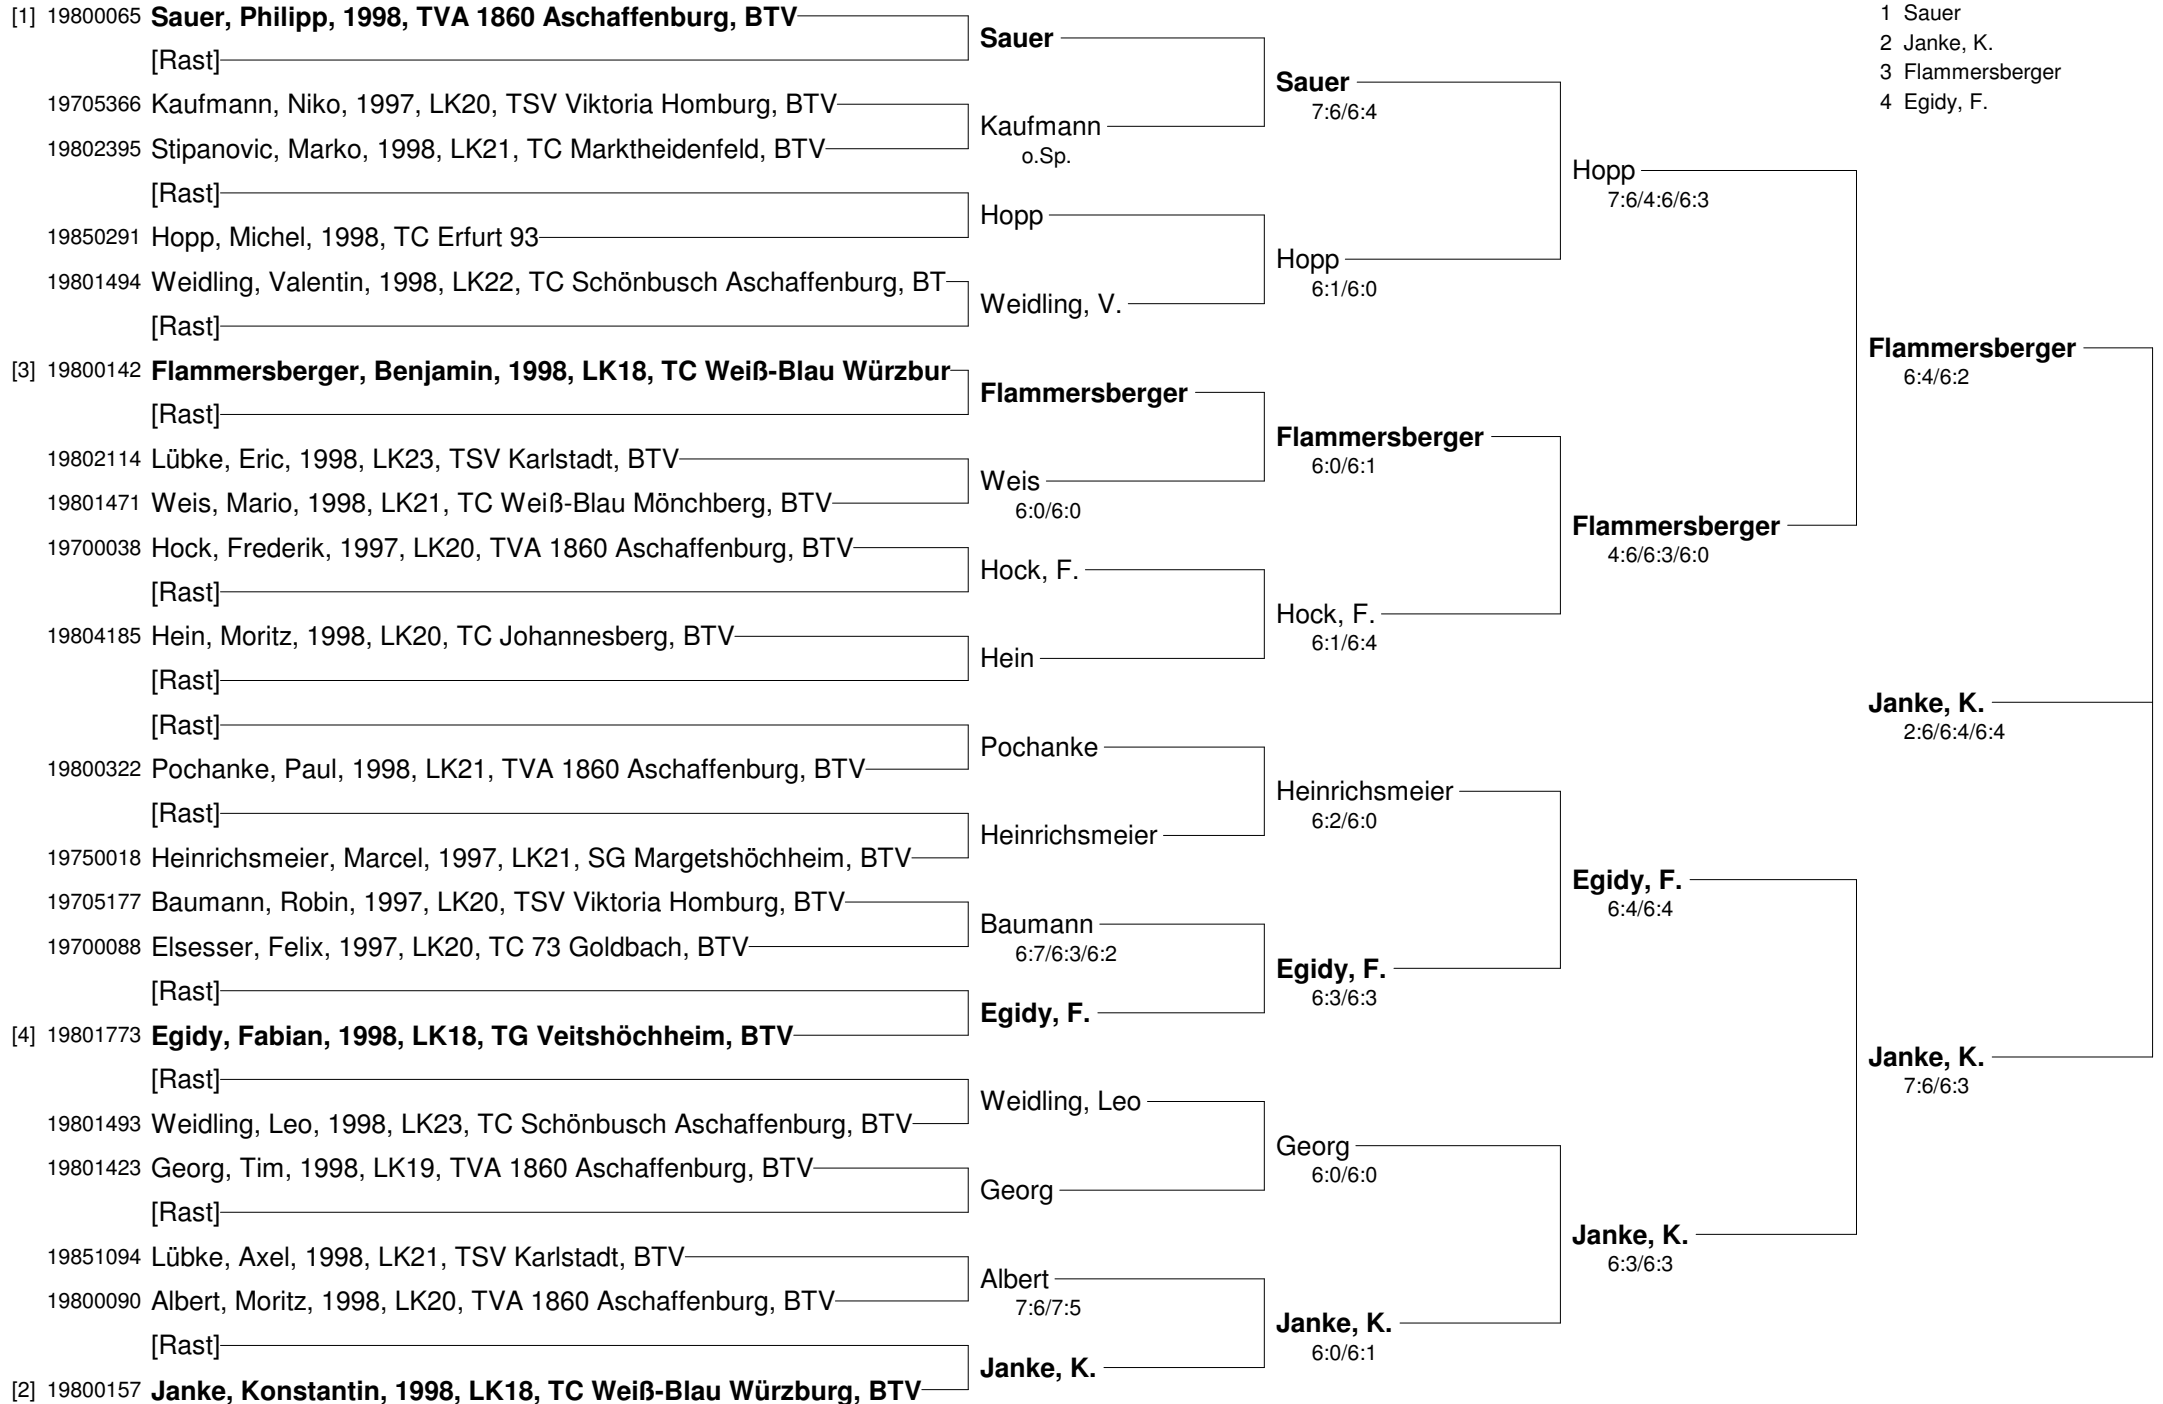 [1] 19800065 Sauer, Philipp, 1998, TVA 1860 Aschaffenburg, BTV
[Rast]
19705366 Kaufmann, Niko, 1997, LK20, TSV Viktoria Homburg, BTV
19802395 Stipanovic, Marko, 1998, LK21, TC Marktheidenfeld, BTV
[Rast]
19850291 Hopp, Michel, 1998, TC Erfurt 93
19801494 Weidling, Valentin, 1998, LK22, TC Schönbusch Aschaffenburg, BT
[Rast]
[3] 19800142 Flammersberger, Benjamin, 1998, LK18, TC Weiß-Blau Würzbur
[Rast]
19802114 Lübke, Eric, 1998, LK23, TSV Karlstadt, BTV
19801471 Weis, Mario, 1998, LK21, TC Weiß-Blau Mönchberg, BTV
19700038 Hock, Frederik, 1997, LK20, TVA 1860 Aschaffenburg, BTV
[Rast]
19804185 Hein, Moritz, 1998, LK20, TC Johannesberg, BTV
[Rast]
[Rast]
19800322 Pochanke, Paul, 1998, LK21, TVA 1860 Aschaffenburg, BTV
[Rast]
19750018 Heinrichsmeier, Marcel, 1997, LK21, SG Margetshöchheim, BTV
19705177 Baumann, Robin, 1997, LK20, TSV Viktoria Homburg, BTV
19700088 Elsesser, Felix, 1997, LK20, TC 73 Goldbach, BTV
[Rast]
[4] 19801773 Egidy, Fabian, 1998, LK18, TG Veitshöchheim, BTV
[Rast]
19801493 Weidling, Leo, 1998, LK23, TC Schönbusch Aschaffenburg, BTV
19801423 Georg, Tim, 1998, LK19, TVA 1860 Aschaffenburg, BTV
[Rast]
19851094 Lübke, Axel, 1998, LK21, TSV Karlstadt, BTV
19800090 Albert, Moritz, 1998, LK20, TVA 1860 Aschaffenburg, BTV
[Rast]
[2] 19800157 Janke, Konstantin, 1998, LK18, TC Weiß-Blau Würzburg, BTV
Sauer
Kaufmann
o.Sp.
Hopp
Weidling, V.
Flammersberger
Weis
6:0/6:0
Hock, F.
Hein
Pochanke
Heinrichsmeier
Baumann
6:7/6:3/6:2
Egidy, F.
Weidling, Leo
Georg
Albert
7:6/7:5
Janke, K.
Sauer
7:6/6:4
Hopp
6:1/6:0
Flammersberger
6:0/6:1
Hock, F.
6:1/6:4
Heinrichsmeier
6:2/6:0
Egidy, F.
6:3/6:3
Georg
6:0/6:0
Janke, K.
6:0/6:1
Hopp
7:6/4:6/6:3
Flammersberger
4:6/6:3/6:0
Egidy, F.
6:4/6:4
Janke, K.
6:3/6:3
1 Sauer
2 Janke, K.
3 Flammersberger
4 Egidy, F.
Flammersberger
6:4/6:2
Janke, K.
2:6/6:4/6:4
Janke, K.
7:6/6:3